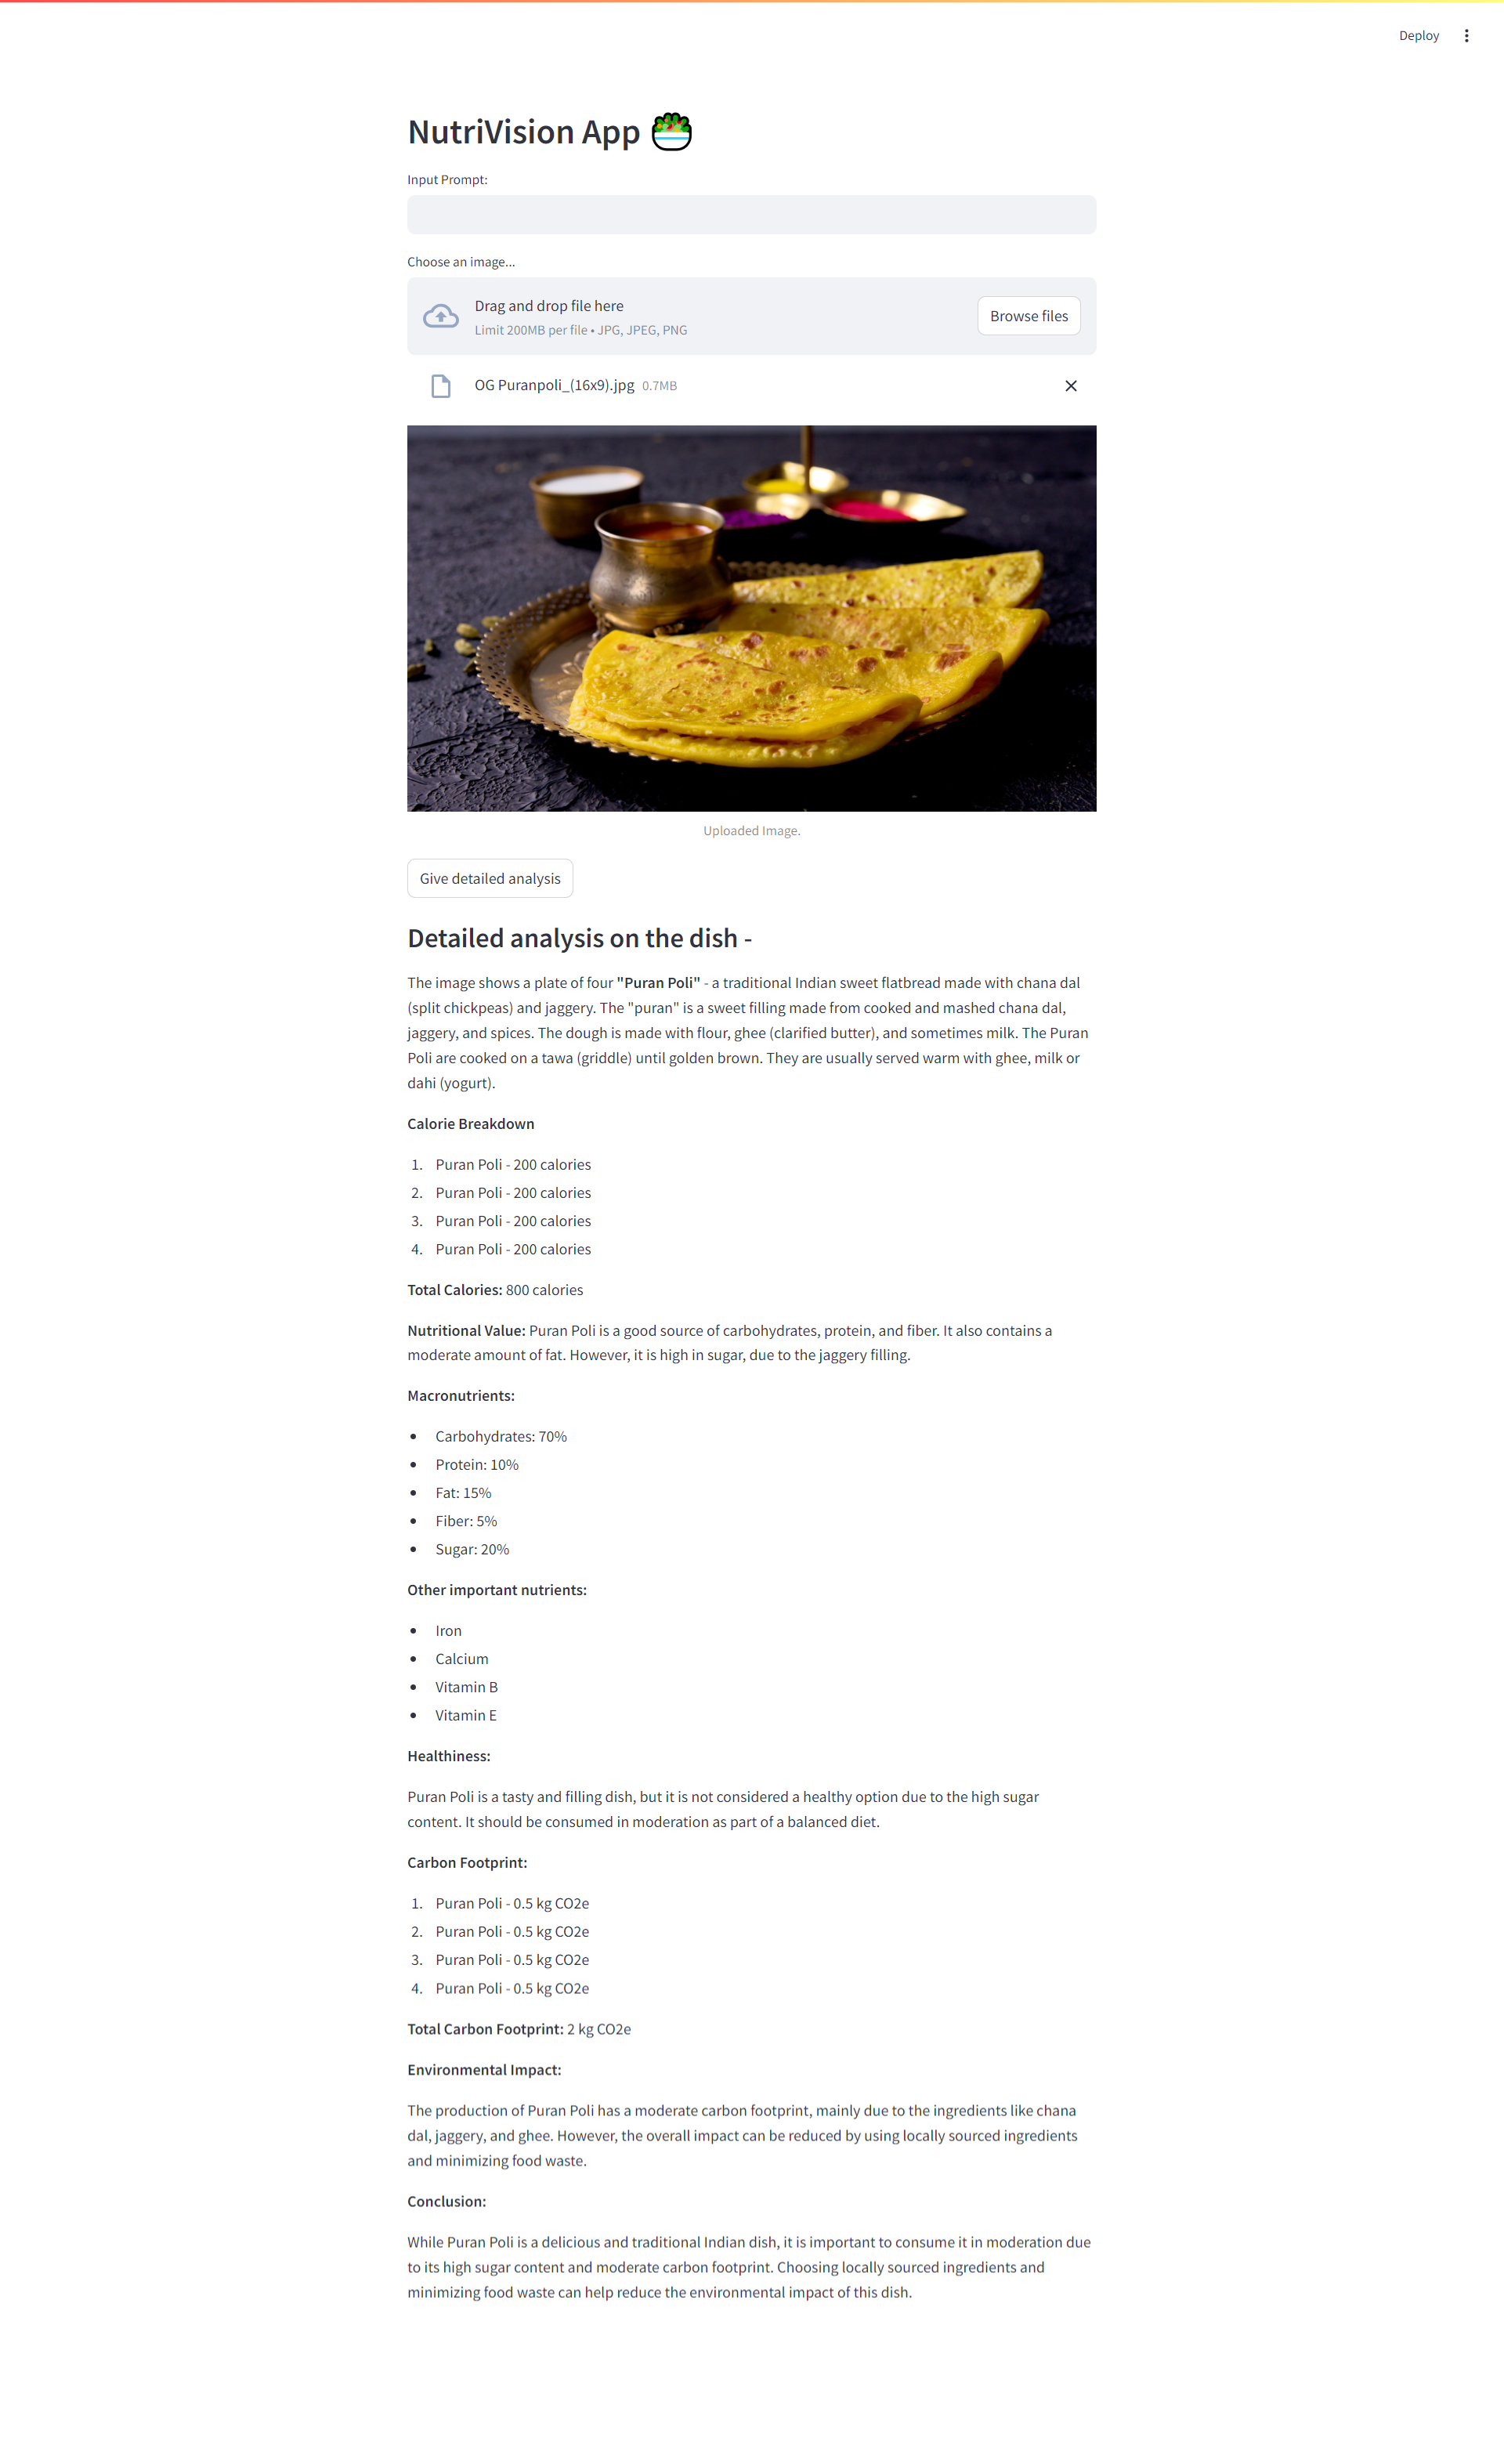 Deploy
NutriVision App
Input Prompt:
Choose an image...
Drag and drop file here
Limit 200MB per file • JPG, JPEG, PNG
Browse files
OG Puranpoli_(16x9).jpg 0.7MB
Uploaded Image.
Give detailed analysis
Detailed analysis on the dish -
The image shows a plate of four "Puran Poli" - a traditional Indian sweet flatbread made with chana dal
(split chickpeas) and jaggery. The "puran" is a sweet filling made from cooked and mashed chana dal,
jaggery, and spices. The dough is made with flour, ghee (clarified butter), and sometimes milk. The Puran
Poli are cooked on a tawa (griddle) until golden brown. They are usually served warm with ghee, milk or
dahi (yogurt).
Calorie Breakdown
1. Puran Poli - 200 calories
2. Puran Poli - 200 calories
3. Puran Poli - 200 calories
4. Puran Poli - 200 calories
Total Calories: 800 calories
Nutritional Value: Puran Poli is a good source of carbohydrates, protein, and fiber. It also contains a
moderate amount of fat. However, it is high in sugar, due to the jaggery filling.
Macronutrients:
• Carbohydrates: 70%
• Protein: 10%
• Fat: 15%
• Fiber: 5%
• Sugar: 20%
Other important nutrients:
• Iron
• Calcium
• Vitamin B
• Vitamin E
Healthiness:
Puran Poli is a tasty and filling dish, but it is not considered a healthy option due to the high sugar
content. It should be consumed in moderation as part of a balanced diet.
Carbon Footprint:
1. Puran Poli - 0.5 kg CO2e
2. Puran Poli - 0.5 kg CO2e
3. Puran Poli - 0.5 kg CO2e
4. Puran Poli - 0.5 kg CO2e
Total Carbon Footprint: 2 kg CO2e
Environmental Impact:
The production of Puran Poli has a moderate carbon footprint, mainly due to the ingredients like chana
dal, jaggery, and ghee. However, the overall impact can be reduced by using locally sourced ingredients
and minimizing food waste.
Conclusion:
While Puran Poli is a delicious and traditional Indian dish, it is important to consume it in moderation due
to its high sugar content and moderate carbon footprint. Choosing locally sourced ingredients and
minimizing food waste can help reduce the environmental impact of this dish.